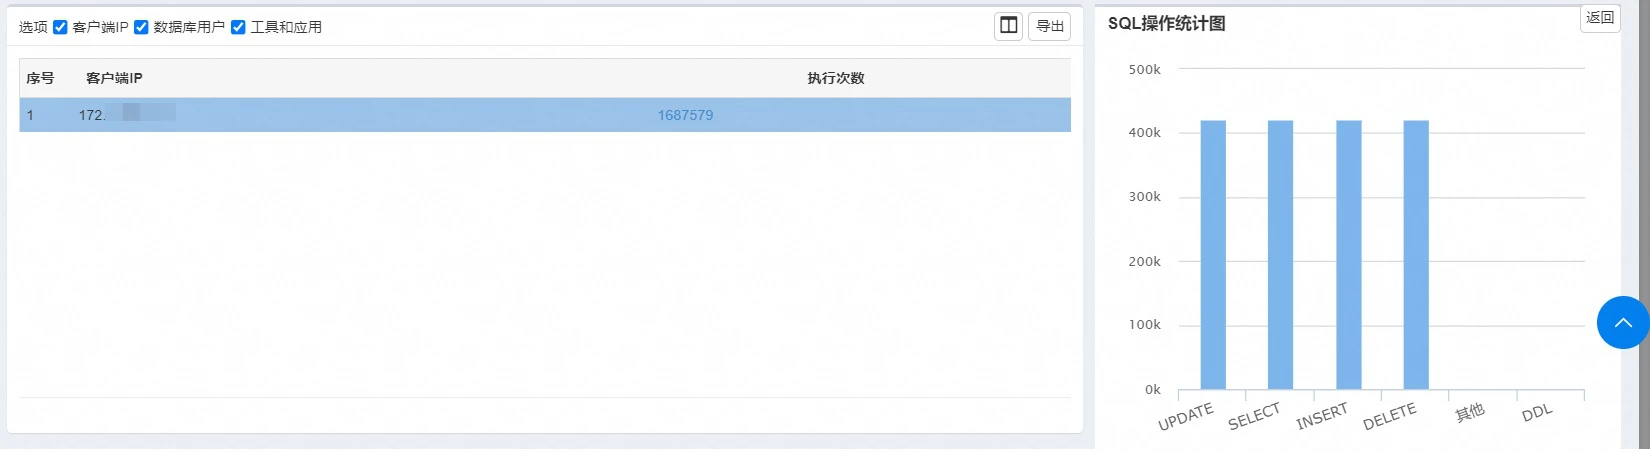 选项 客户端IP 数据库用户 工具和应用 导出
序号 客户端IP 执行次数
1 172. 1687579
SQL操作统计图 返回
500k
400k
300k
200k
100k
0k
UPDATE SELECT INSERT DELETE 其他 DDL